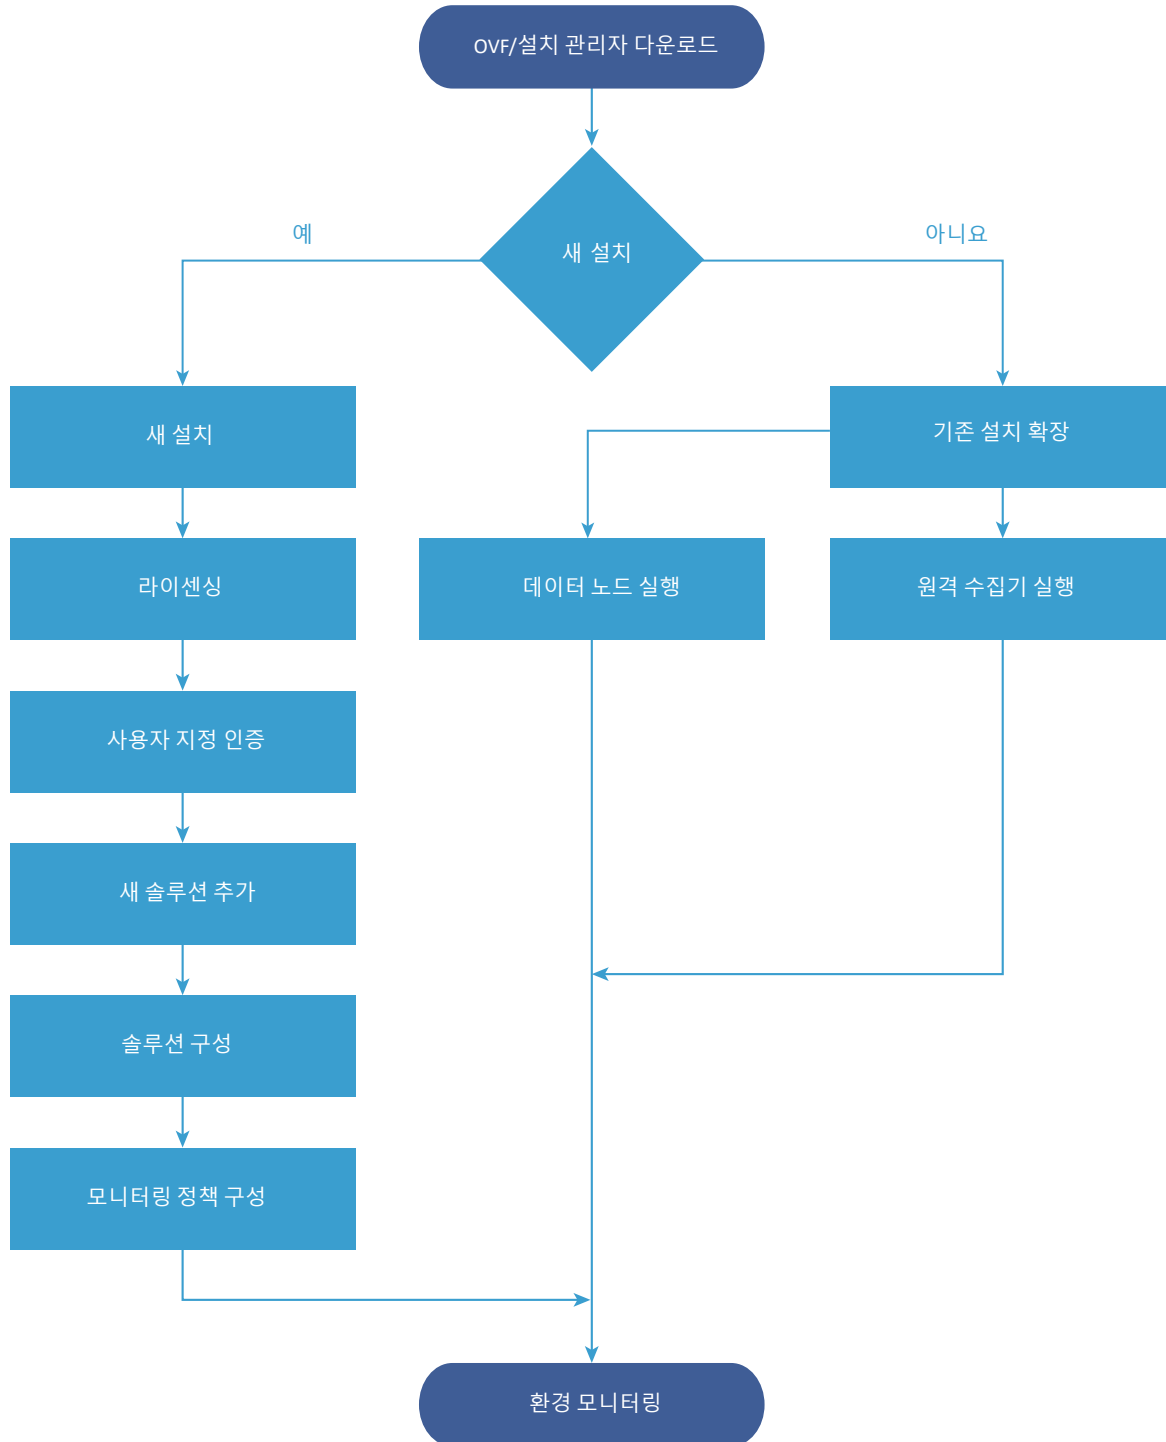 OVF/설치 관리자 다운로드
새 설치
예
아니요
새 설치
기존 설치 확장
라이센싱
데이터 노드 실행
원격 수집기 실행
사용자 지정 인증
새 솔루션 추가
솔루션 구성
모니터링 정책 구성
환경 모니터링